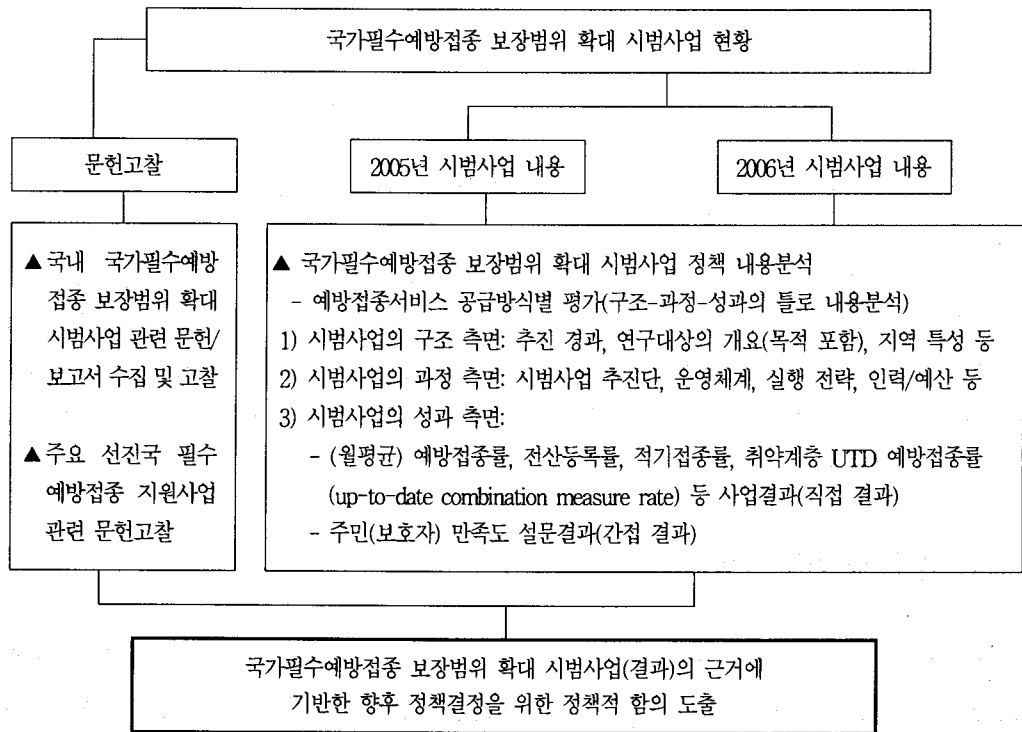 국가필수예방접종 보장범위 확대 시범사업 현황
문헌고찰
2005년 시범사업 내용
2006년 시범사업 내용
▲ 국내 국가필수예방
접종 보장범위 확대
시범사업 관련 문헌/
보고서 수집 및 고찰
▲ 주요 선진국 필수
예방접종 지원사업
관련 문헌고찰
▲ 국가필수예방접종 보장범위 확대 시범사업 정책 내용분석
- 예방접종서비스 공급방식별 평가(구조-과정-성과의 틀로 내용분석)
1) 시범사업의 구조 측면: 추진 경과, 연구대상의 개요(목적 포함), 지역 특성 등
2) 시범사업의 과정 측면: 시범사업 추진단, 운영체계, 실행 전략, 인력/예산 등
3) 시범사업의 성과 측면:
- (월평균) 예방접종률, 전산등록률, 적기접종률, 취약계층 UTD 예방접종률
(up-to-date combination measure rate) 등 사업결과(직접 결과)
- 주민(보호자) 만족도 설문결과(간접 결과)
국가필수예방접종 보장범위 확대 시범사업(결과)의 근거에
기반한 향후 정책결정을 위한 정책적 함의 도출